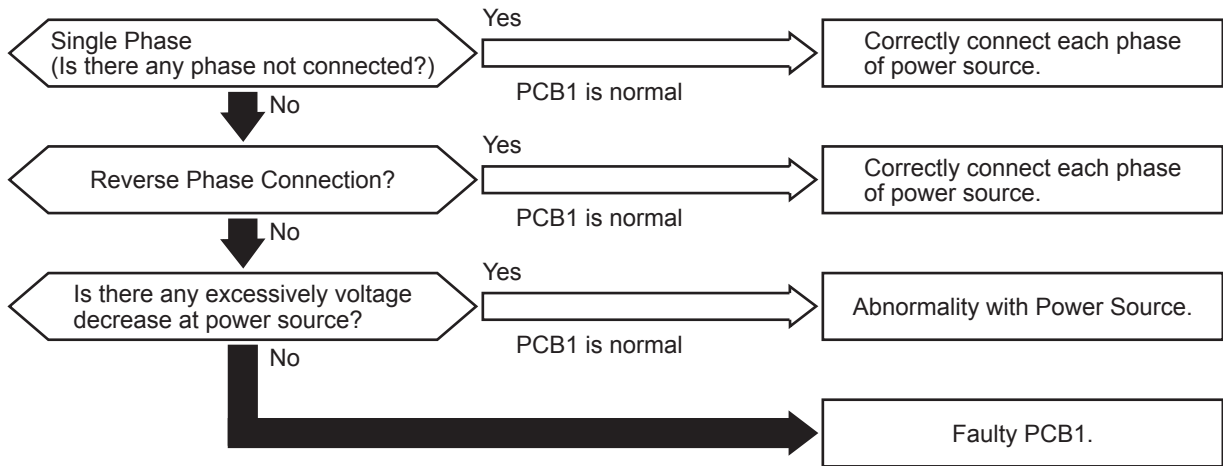 Single Phase
(Is there any phase not connected?)
Yes
PCB1 is normal
Correctly connect each phase
of power source.
No
Reverse Phase Connection?
Yes
PCB1 is normal
Correctly connect each phase
of power source.
No
Is there any excessively voltage
decrease at power source?
Yes
PCB1 is normal
Abnormality with Power Source.
No
Faulty PCB1.